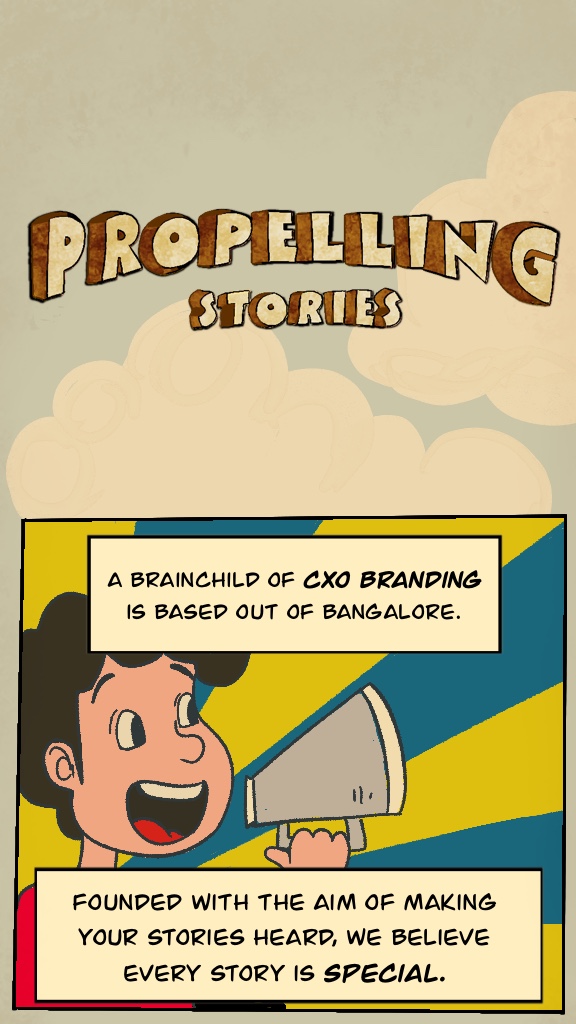 PROPELLING
STORIES
A BRAINCHILD OF CXO BRANDING
IS BASED OUT OF BANGALORE.
FOUNDED WITH THE AIM OF MAKING
YOUR STORIES HEARD, WE BELIEVE
EVERY STORY IS SPECIAL.